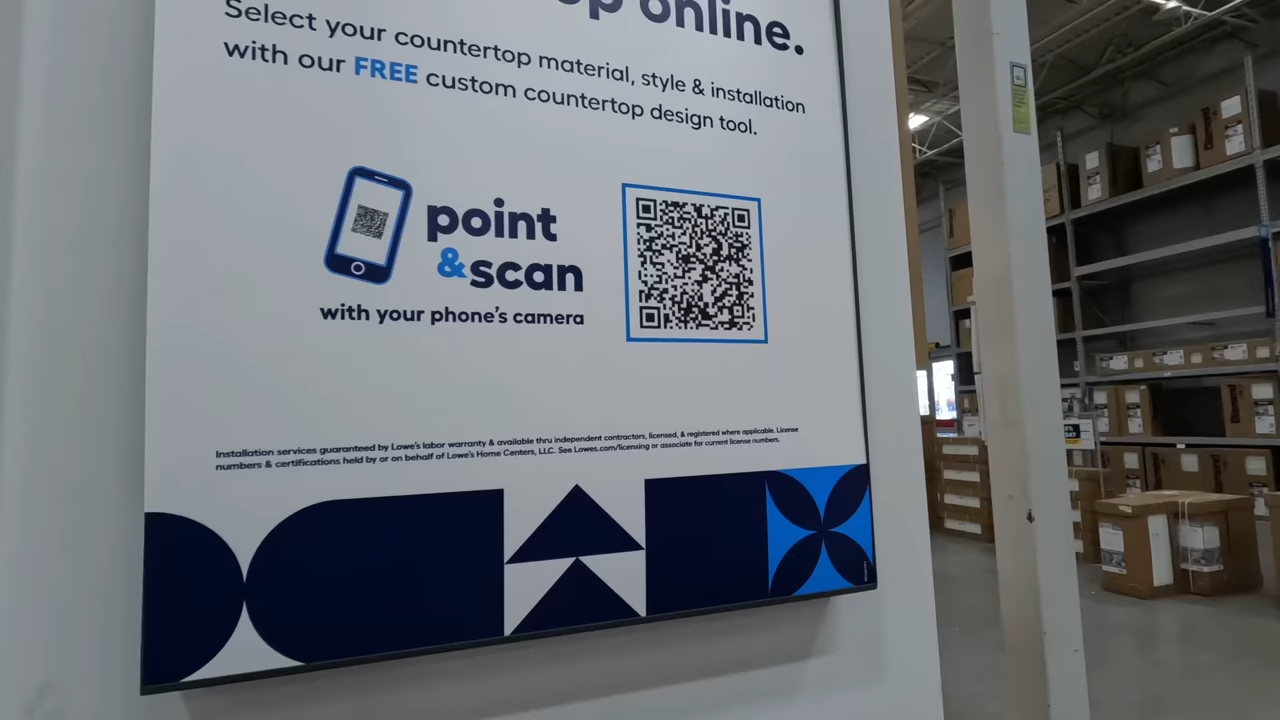 online.
Select your countertop material, style & installation
with our FREE custom countertop design tool.
point
&scan
with your phone's camera
Installation services guaranteed by Lowe's labor warranty & available thru independent contractors, licensed, & registered where applicable. License
numbers & certifications held by or on behalf of Lowe's Home Centers, LLC. See Lowes.com/licensing or associate for current license numbers.